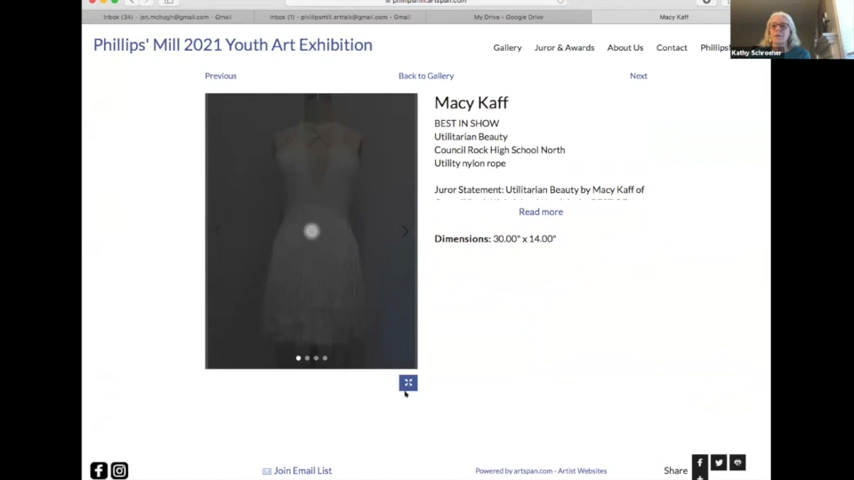 philipsmill.artspan.com
Inbox (34) - jen.mchugh@gmail.com - Gmail
Inbox (1) - phillipsmill.arttalk@gmail.com - Gmail
My Drive - Google Drive
Macy Kaff
Kathy Schroeher
Phillips' Mill 2021 Youth Art Exhibition
Gallery
Juror & Awards
About Us
Contact
Phillips'
Previous
Back to Gallery
Next
Macy Kaff
BEST IN SHOW
Utilitarian Beauty
Council Rock High School North
Utility nylon rope
Juror Statement: Utilitarian Beauty by Macy Kaff of
Read more
Dimensions: 30.00" x 14.00"
Join Email List
Powered by artspan.com - Artist Websites
Share